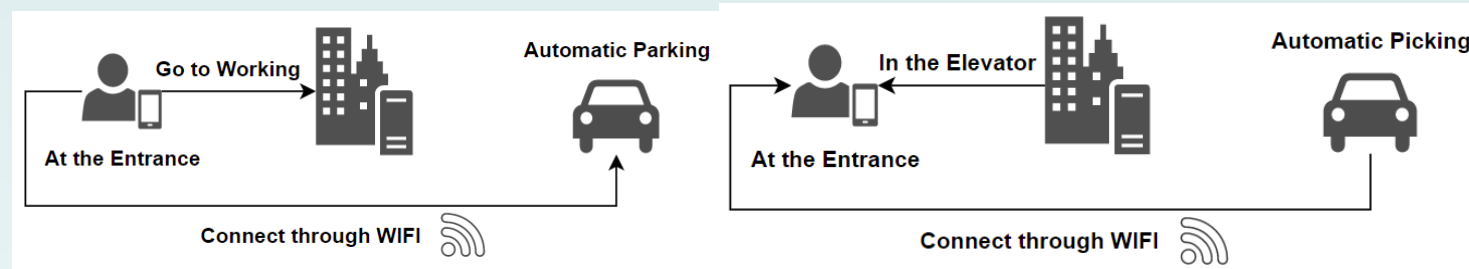 Automatic Parking
Go to Working
At the Entrance
Connect through WIFI
Automatic Picking
In the Elevator
At the Entrance
Connect through WIFI